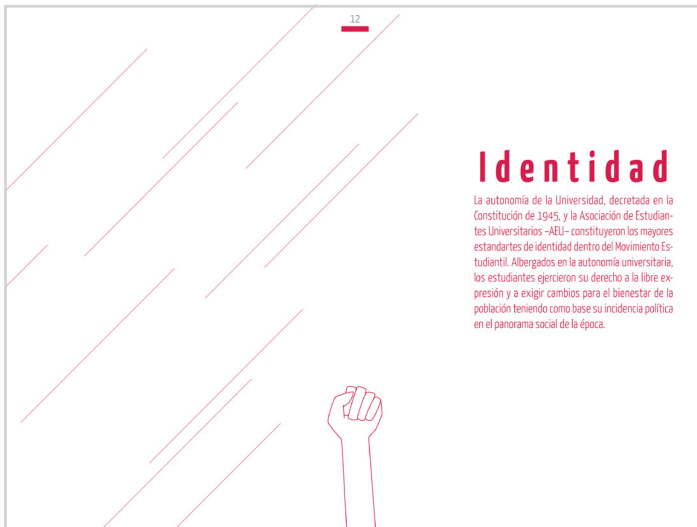 12
Identidad
La autonomía de la Universidad, decretada en la
Constitución de 1945, y la Asociación de Estudian-
tes Universitarios –AEU– constituyeron los mayores
estandartes de identidad dentro del Movimiento Es-
tudiantil. Albergados en la autonomía universitaria,
los estudiantes ejercieron su derecho a la libre ex-
presión y a exigir cambios para el bienestar de la
población teniendo como base su incidencia política
en el panorama social de la época.